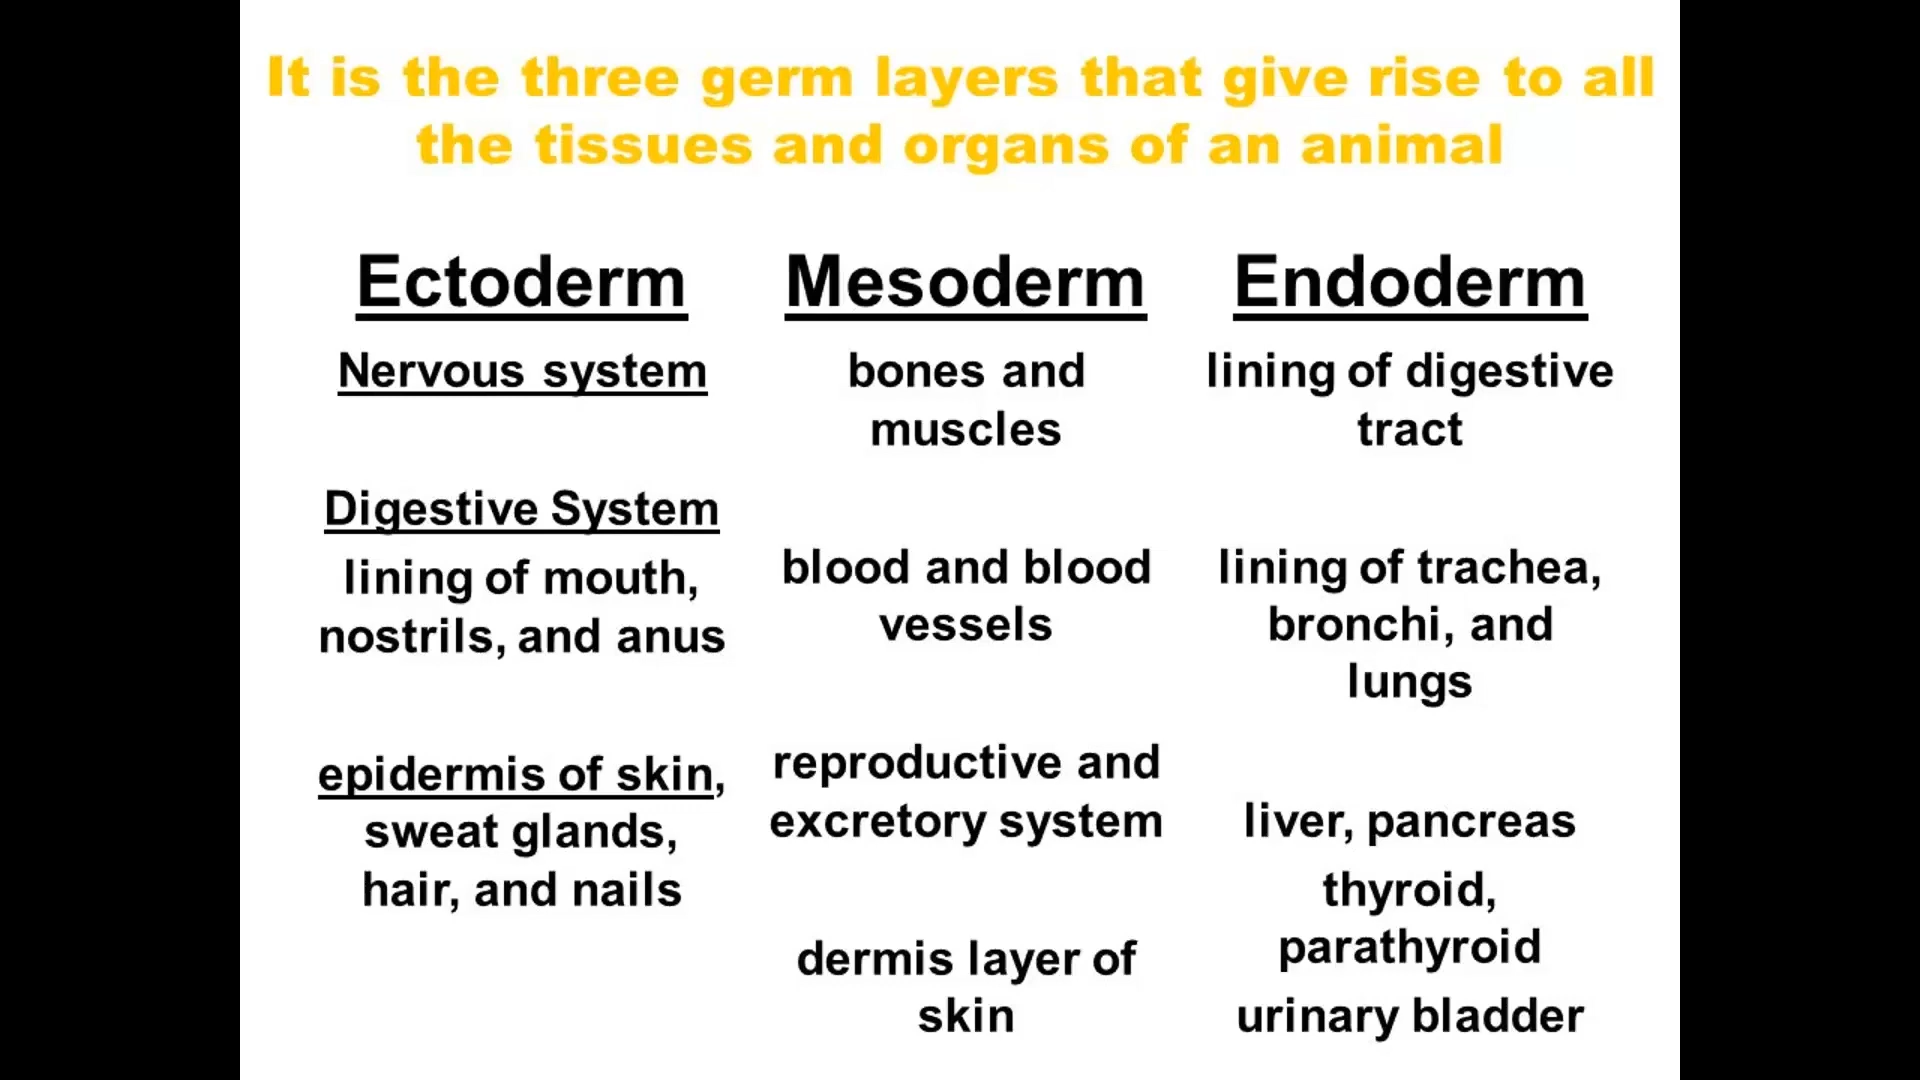 It is the three germ layers that give rise to all
the tissues and organs of an animal
Ectoderm
Nervous system
Digestive System
lining of mouth,
nostrils, and anus
epidermis of skin,
sweat glands,
hair, and nails
Mesoderm
bones and
muscles
blood and blood
vessels
reproductive and
excretory system
dermis layer of
skin
Endoderm
lining of digestive
tract
lining of trachea,
bronchi, and
lungs
liver, pancreas
thyroid,
parathyroid
urinary bladder